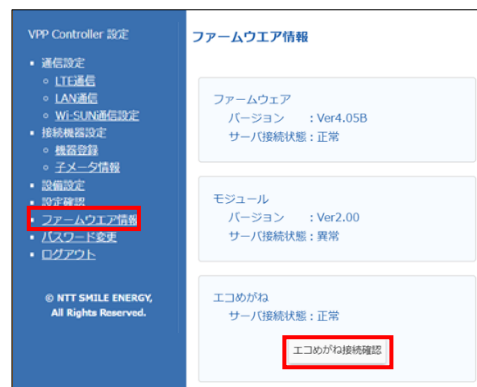 VPP Controller 設定
• 通信設定
○ LTE通信
○ LAN通信
○ Wi-SUN通信設定
• 接続機器設定
○ 機器登録
○ 子メータ情報
• 設備設定
• 設定確認
• ファームウエア情報
• パスワード変更
• ログアウト
© NTT SMILE ENERGY,
All Rights Reserved.
ファームウエア情報
ファームウェア
バージョン ：Ver4.05B
サーバ接続状態：正常
モジュール
バージョン ：Ver2.00
サーバ接続状態：異常
エコめがね
サーバ接続状態：正常
エコめがね接続確認